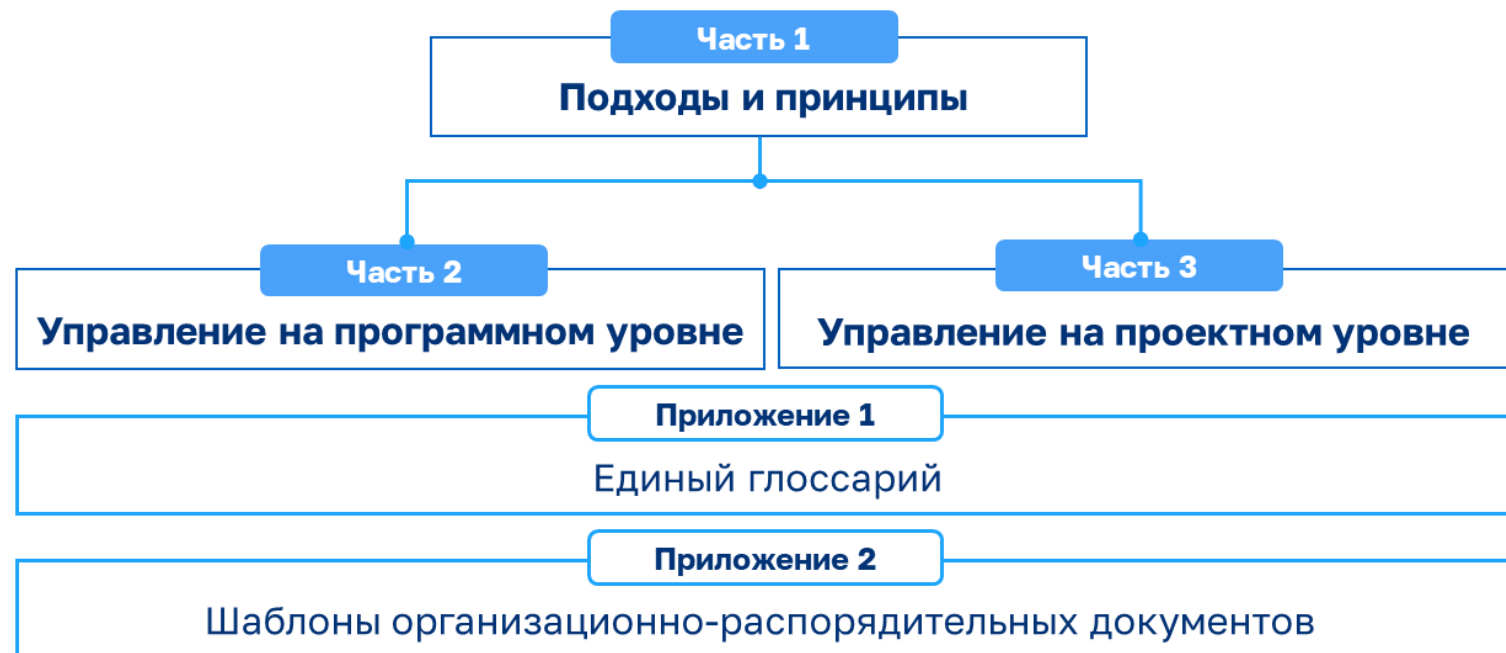 Часть 1
Подходы и принципы
Часть 2
Управление на программном уровне
Часть 3
Управление на проектном уровне
Приложение 1
Единый глоссарий
Приложение 2
Шаблоны организационно-распорядительных документов